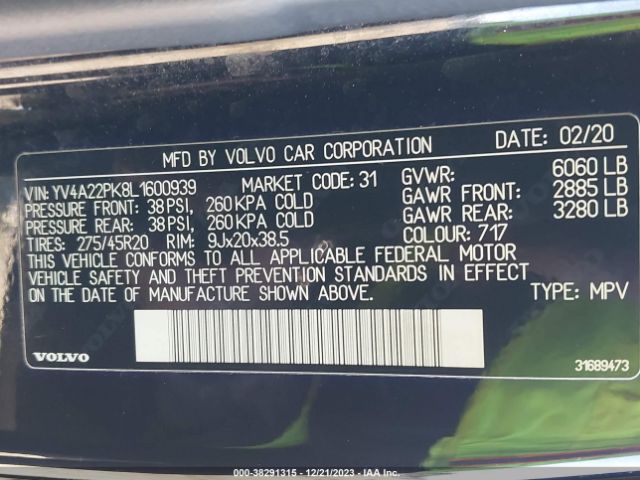 MFD BY VOLVO CAR CORPORATION DATE: 02/20
VIN: YV4A22PK8L1600939 MARKET CODE: 31 GVWR: 6060 LB
PRESSURE FRONT: 38 PSI, 260 KPA COLD GAWR FRONT: 2885 LB
PRESSURE REAR: 38 PSI, 260 KPA COLD GAWR REAR: 3280 LB
TIRES: 275/45R20 RIM: 9Jx20x38.5 COLOUR: 717
THIS VEHICLE CONFORMS TO ALL APPLICABLE FEDERAL MOTOR
VEHICLE SAFETY AND THEFT PREVENTION STANDARDS IN EFFECT
ON THE DATE OF MANUFACTURE SHOWN ABOVE. TYPE: MPV
VOLVO 31689473
000-38291315 - 12/21/2023 - IAA Inc.